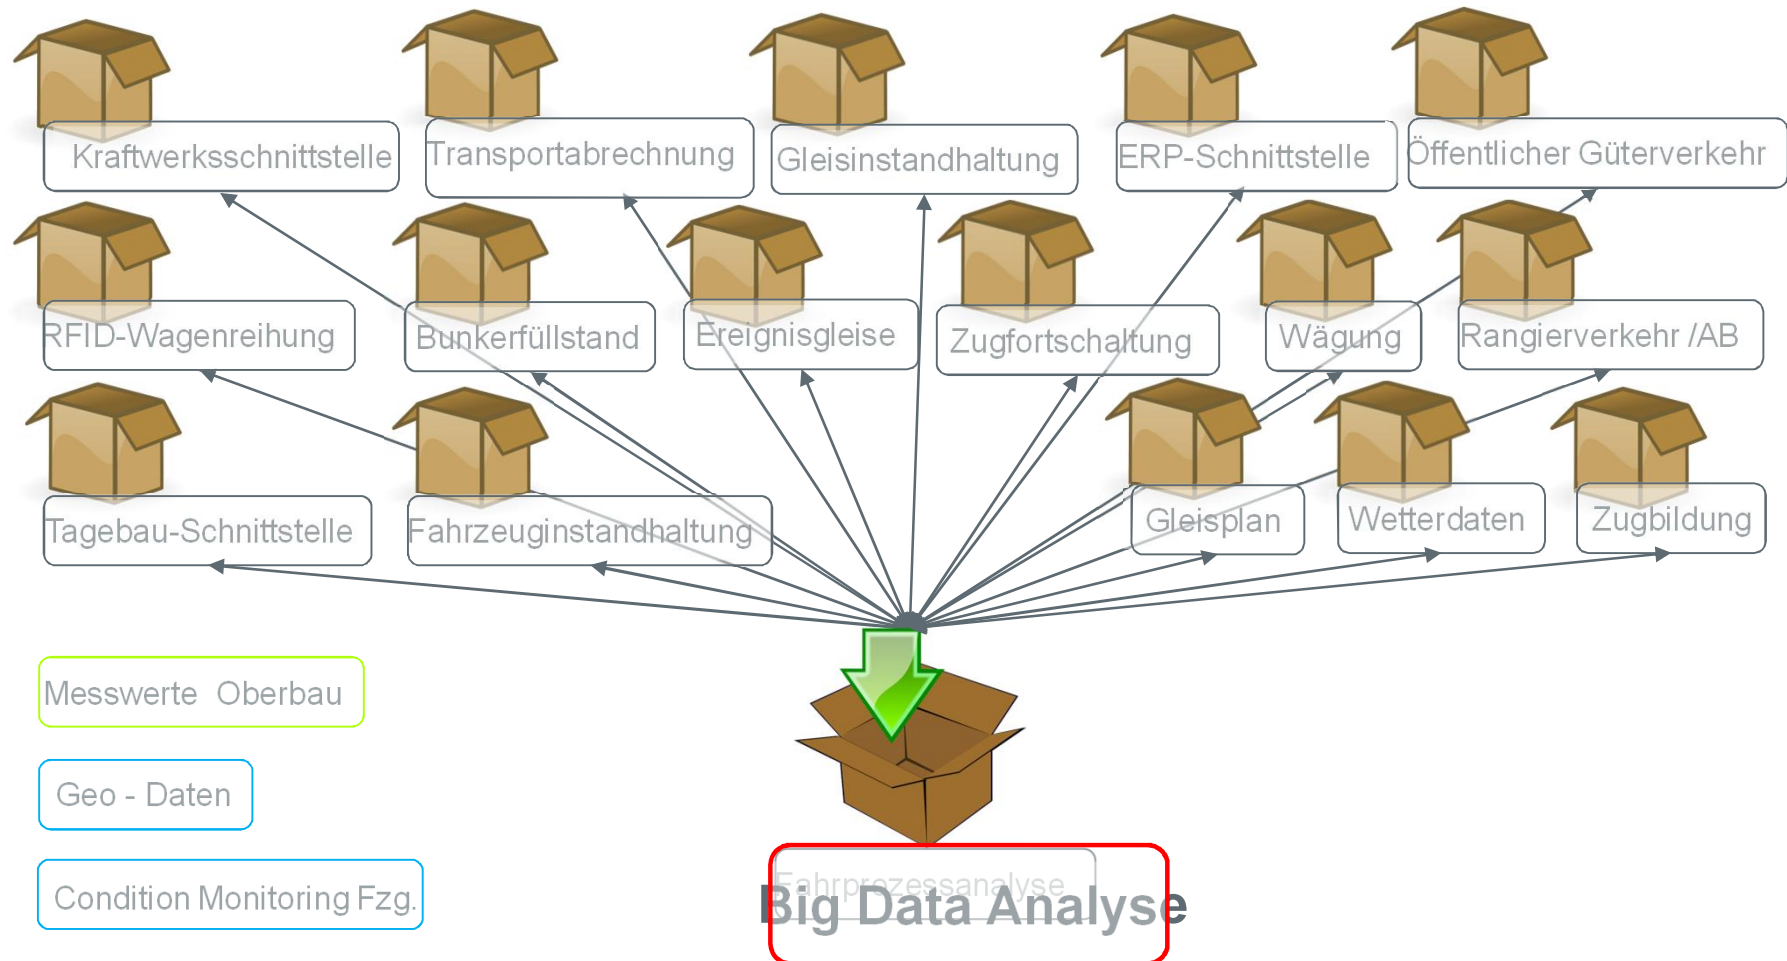 Kraftwerksschnittstelle
Transportabrechnung
Gleisinstandhaltung
ERP-Schnittstelle
Öffentlicher Güterverkehr
RFID-Wagenreihung
Bunkerfüllstand
Ereignisgleise
Zugfortschaltung
Wägung
Rangierverkehr /AB
Tagebau-Schnittstelle
Fahrzeuginstandhaltung
Gleisplan
Wetterdaten
Zugbildung
Messwerte  Oberbau
Geo - Daten
Condition Monitoring Fzg.
Fahrprozessanalyse
Big Data Analyse